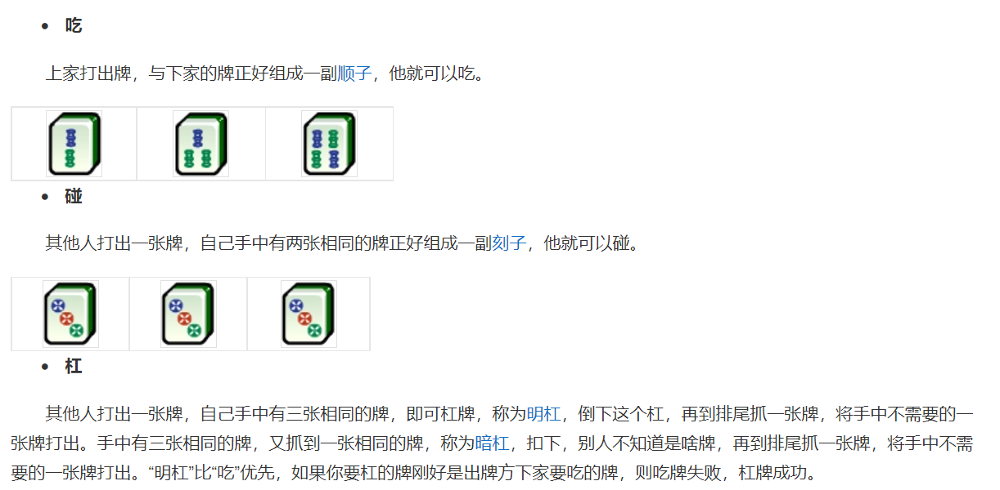 吃
上家打出牌，与下家的牌正好组成一副顺子，他就可以吃。
碰
其他人打出一张牌，自己手中有两张相同的牌正好组成一副刻子，他就可以碰。
杠
其他人打出一张牌，自己手中有三张相同的牌，即可杠牌，称为明杠，倒下这个杠，再到排尾抓一张牌，将手中不需要的一
张牌打出。手中有三张相同的牌，又抓到一张相同的牌，称为暗杠，扣下，别人不知道是啥牌，再到排尾抓一张牌，将手中不需
要的一张牌打出。“明杠”比“吃”优先，如果你要杠的牌刚好是出牌方下家要吃的牌，则吃牌失败，杠牌成功。